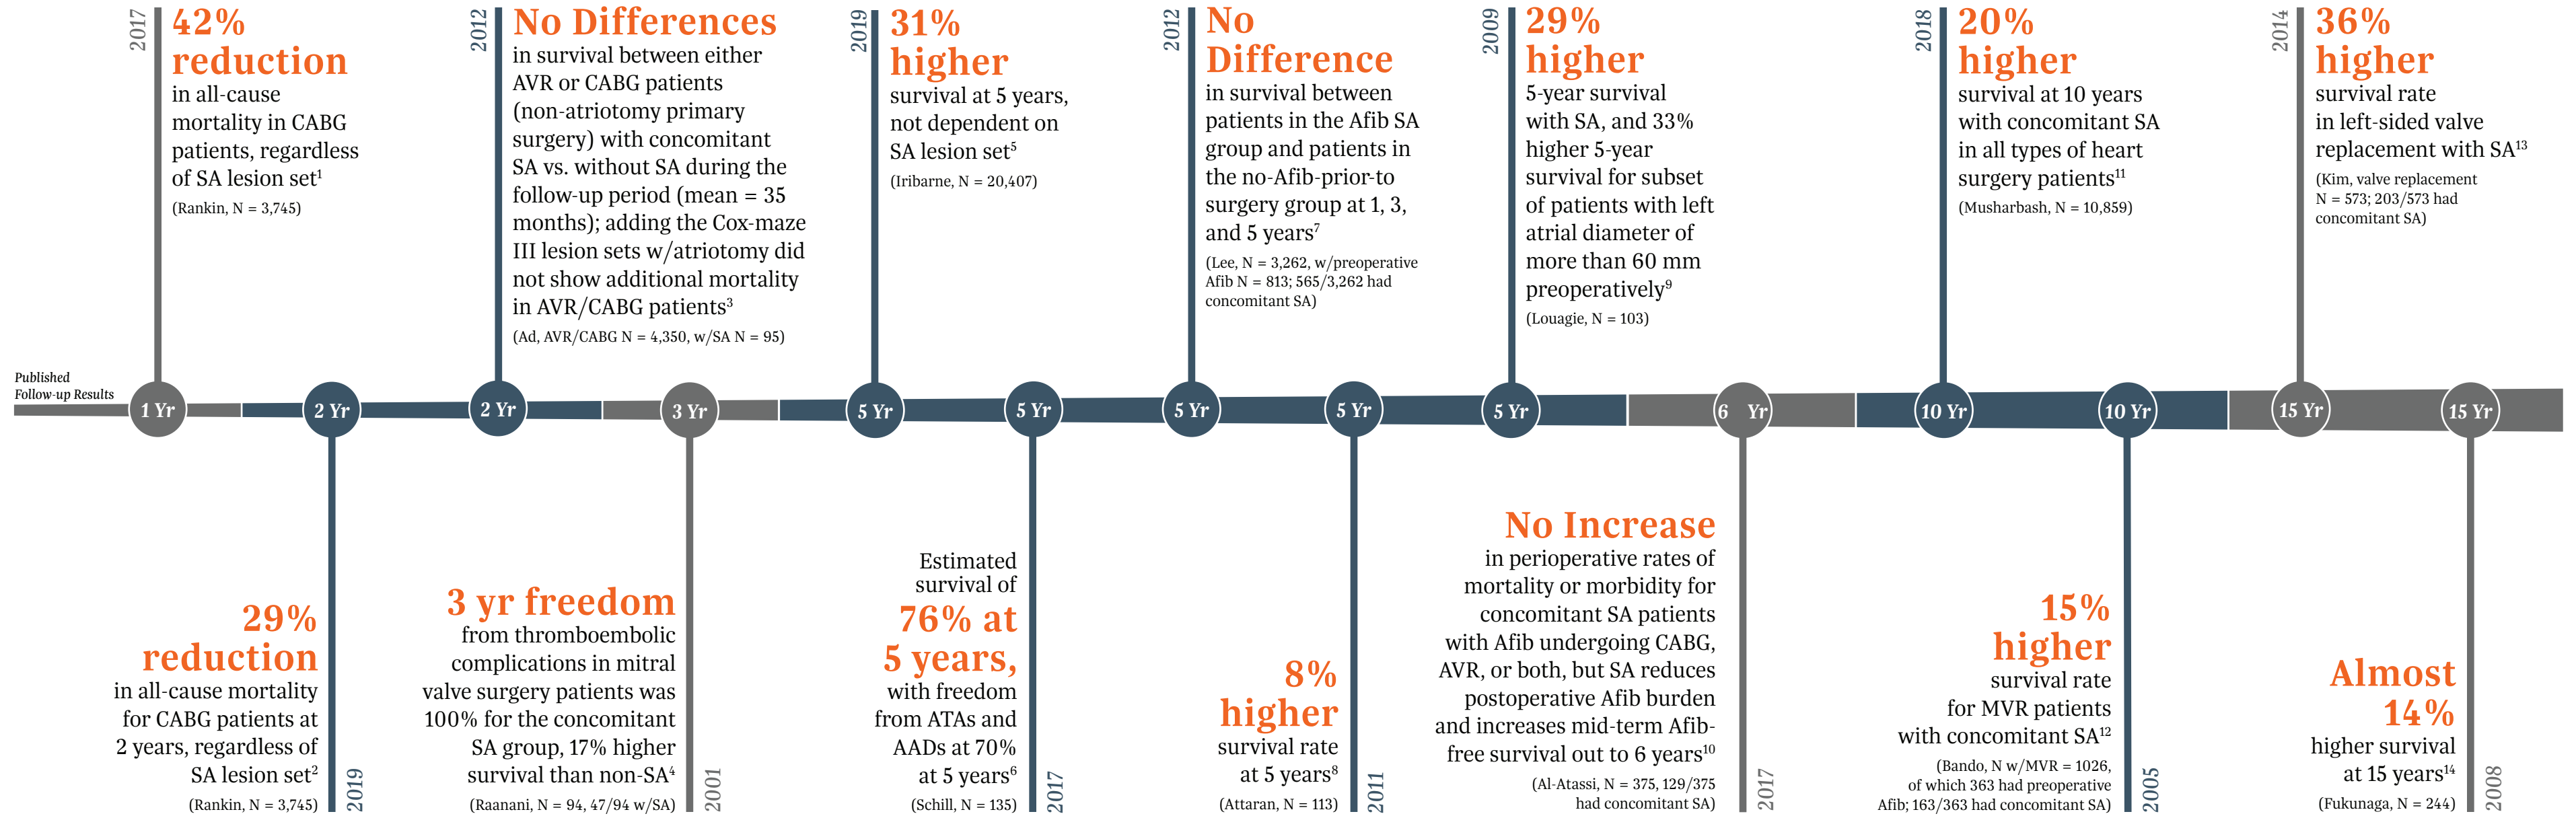 2017
42%
reduction
in all-cause
mortality in CABG
patients, regardless
of SA lesion set¹
(Rankin, N = 3,745)
2012
No Differences
in survival between either
AVR or CABG patients
(non-atriotomy primary
surgery) with concomitant
SA vs. without SA during the
follow-up period (mean = 35
months); adding the Cox-maze
III lesion sets w/atriotomy did
not show additional mortality
in AVR/CABG patients³
(Ad, AVR/CABG N = 4,350, w/SA N = 95)
2019
31%
higher
survival at 5 years,
not dependent on
SA lesion set⁵
(Iribarne, N = 20,407)
2012
No
Difference
in survival between
patients in the Afib SA
group and patients in
the no-Afib-prior-to
surgery group at 1, 3,
and 5 years⁷
(Lee, N = 3,262, w/preoperative
Afib N = 813; 565/3,262 had
concomitant SA)
2009
29%
higher
5-year survival
with SA, and 33%
higher 5-year
survival for subset
of patients with left
atrial diameter of
more than 60 mm
preoperatively⁹
(Louagie, N = 103)
2018
20%
higher
survival at 10 years
with concomitant SA
in all types of heart
surgery patients¹¹
(Musharbash, N = 10,859)
2014
36%
higher
survival rate
in left-sided valve
replacement with SA¹³
(Kim, valve replacement
N = 573; 203/573 had
concomitant SA)
Published
Follow-up Results
1 Yr
2 Yr
2 Yr
3 Yr
5 Yr
5 Yr
5 Yr
5 Yr
5 Yr
6 Yr
10 Yr
10 Yr
15 Yr
15 Yr
29%
reduction
in all-cause mortality
for CABG patients at
2 years, regardless of
SA lesion set²
(Rankin, N = 3,745)
2019
3 yr freedom
from thromboembolic
complications in mitral
valve surgery patients was
100% for the concomitant
SA group, 17% higher
survival than non-SA⁴
(Raanani, N = 94, 47/94 w/SA)
2001
Estimated
survival of
76% at
5 years,
with freedom
from ATAs and
AADs at 70%
at 5 years⁶
(Schill, N = 135)
2017
8%
higher
survival rate
at 5 years⁸
(Attaran, N = 113)
2011
No Increase
in perioperative rates of
mortality or morbidity for
concomitant SA patients
with Afib undergoing CABG,
AVR, or both, but SA reduces
postoperative Afib burden
and increases mid-term Afib-
free survival out to 6 years¹⁰
(Al-Atassi, N = 375, 129/375
had concomitant SA)
2017
15%
higher
survival rate
for MVR patients
with concomitant SA¹²
(Bando, N w/MVR = 1026,
of which 363 had preoperative
Afib; 163/363 had concomitant SA)
2005
Almost
14%
higher survival
at 15 years¹⁴
(Fukunaga, N = 244)
2008